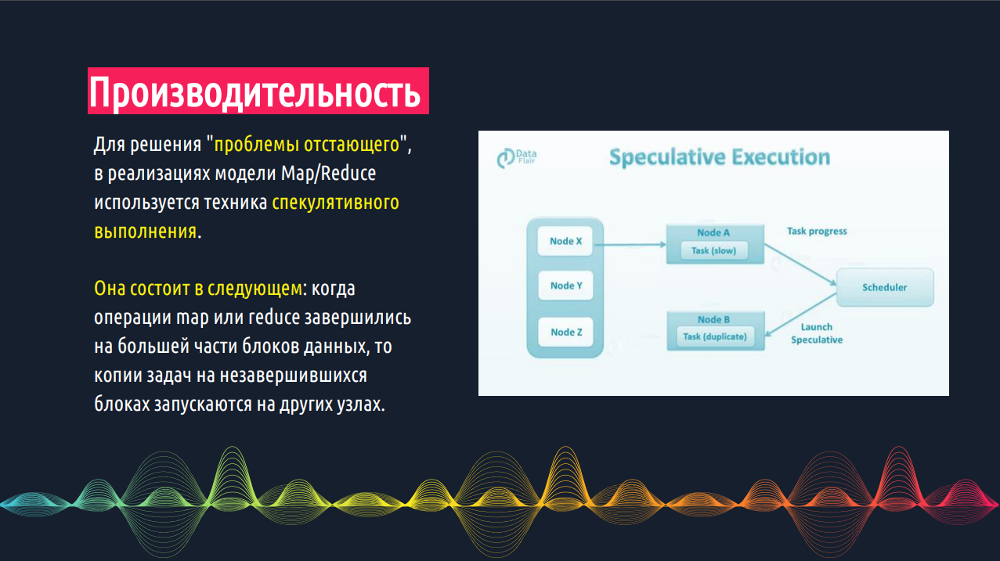 Производительность
Для решения "проблемы отстающего",
в реализациях модели Map/Reduce
используется техника спекулятивного
выполнения.
Она состоит в следующем: когда
операции map или reduce завершились
на большей части блоков данных, то
копии задач на незавершившихся
блоках запускаются на других узлах.
Data
Flair
Speculative Execution
Node X
Node Y
Node Z
Node A
Task (slow)
Task progress
Scheduler
Node B
Task (duplicate)
Launch
Speculative